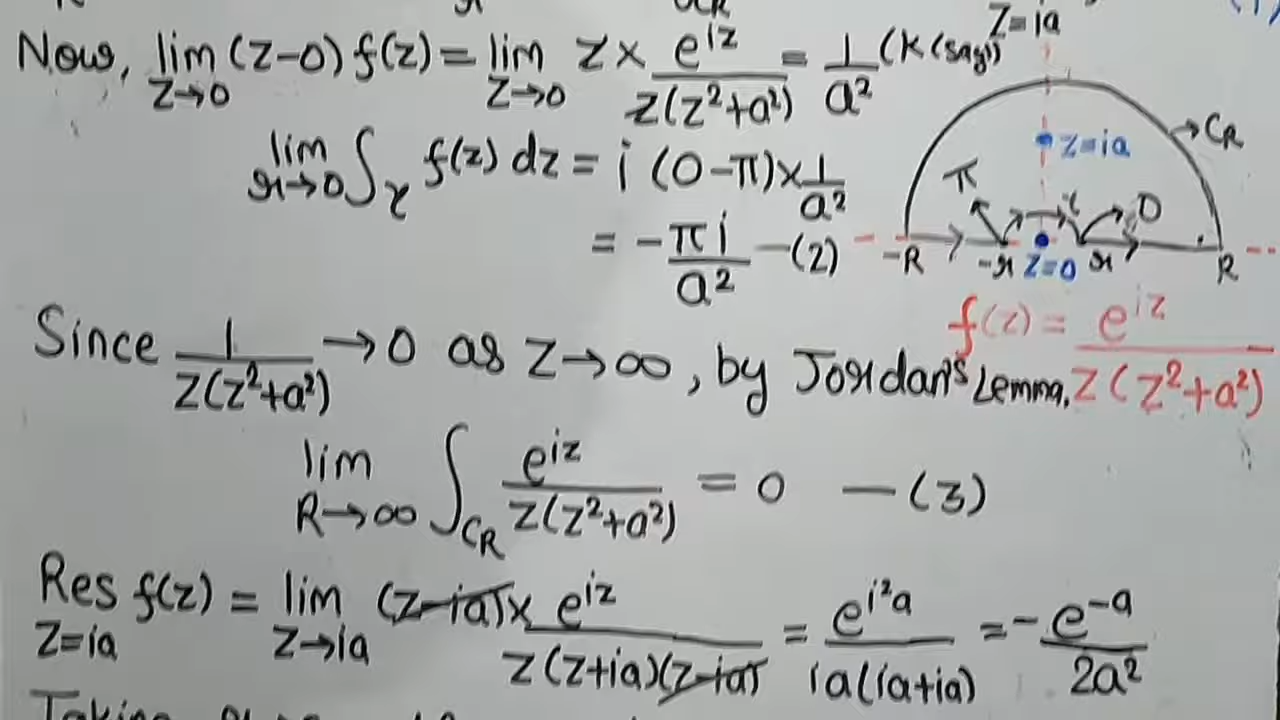 Z=ia
Now, lim (z-0) f(z) = lim z × e^{iz} / z(z²+a²) = 1/a² (K(say))
z→0 z→0
lim ∫_γ f(z) dz = i (0-π) × 1/a²
r→0
= -πi/a² —(2)
CR
z=ia
π
γ
0
-R -r z=0 r R
f(z) = e^{iz} / z(z²+a²)
Since 1 / z(z²+a²) → 0 as z→∞, by Jordan's Lemma,
lim ∫_{CR} e^{iz} / z(z²+a²) = 0 —(3)
R→∞
Res f(z) = lim (z-ia) × e^{iz} / z(z+ia)(z-ia) = e^{i²a} / ia(ia+ia) = - e^{-a} / 2a²
z=ia z→ia